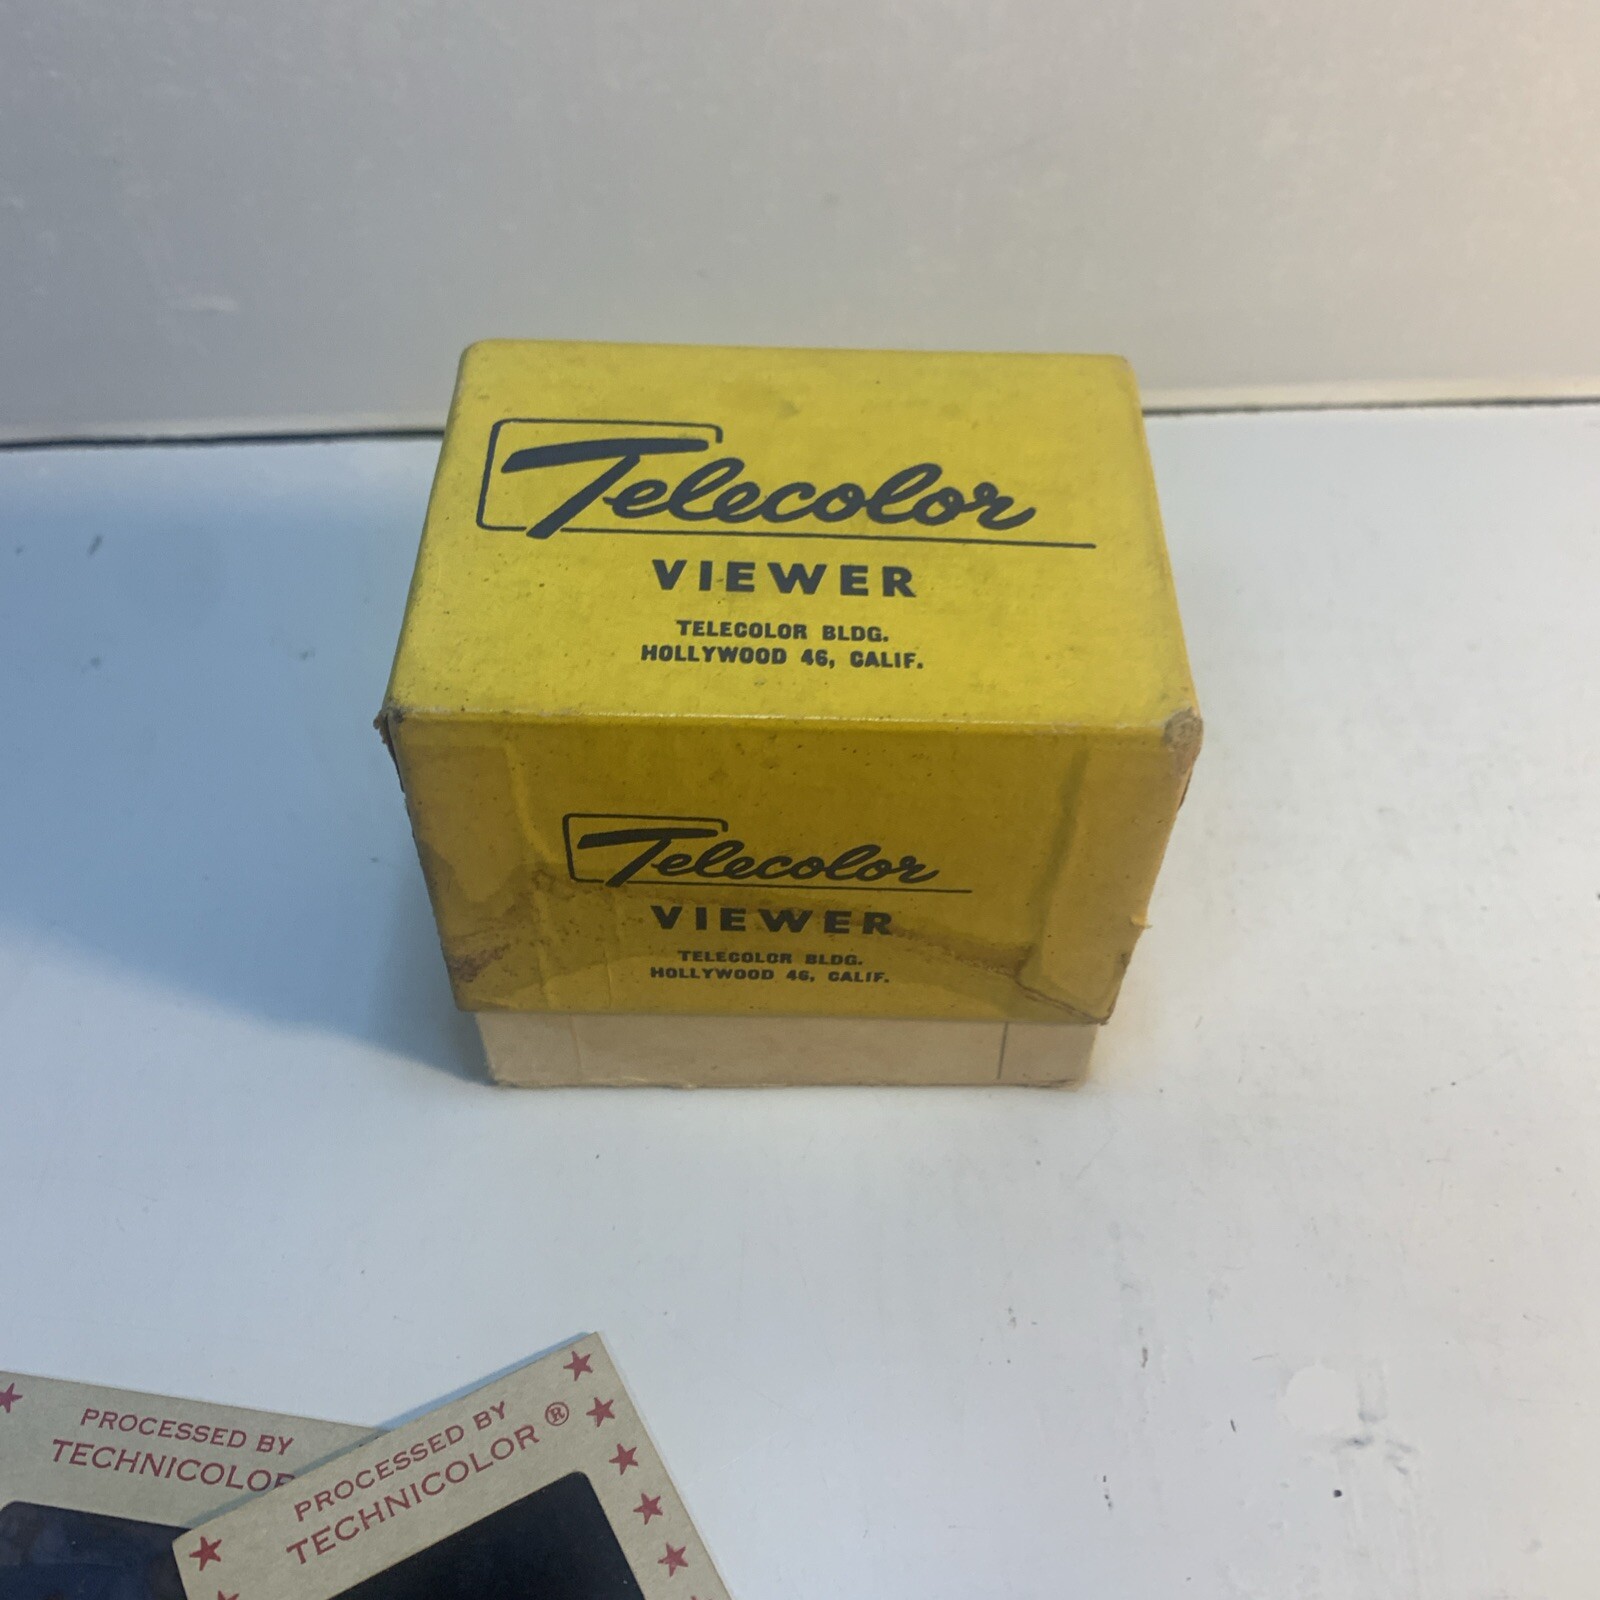 Telecolor
VIEWER
TELECOLOR BLDG.
HOLLYWOOD 46, CALIF.
Telecolor
VIEWER
TELECOLOR BLDG.
HOLLYWOOD 46, CALIF.
PROCESSED BY
TECHNICOLOR
PROCESSED BY
TECHNICOLOR ®